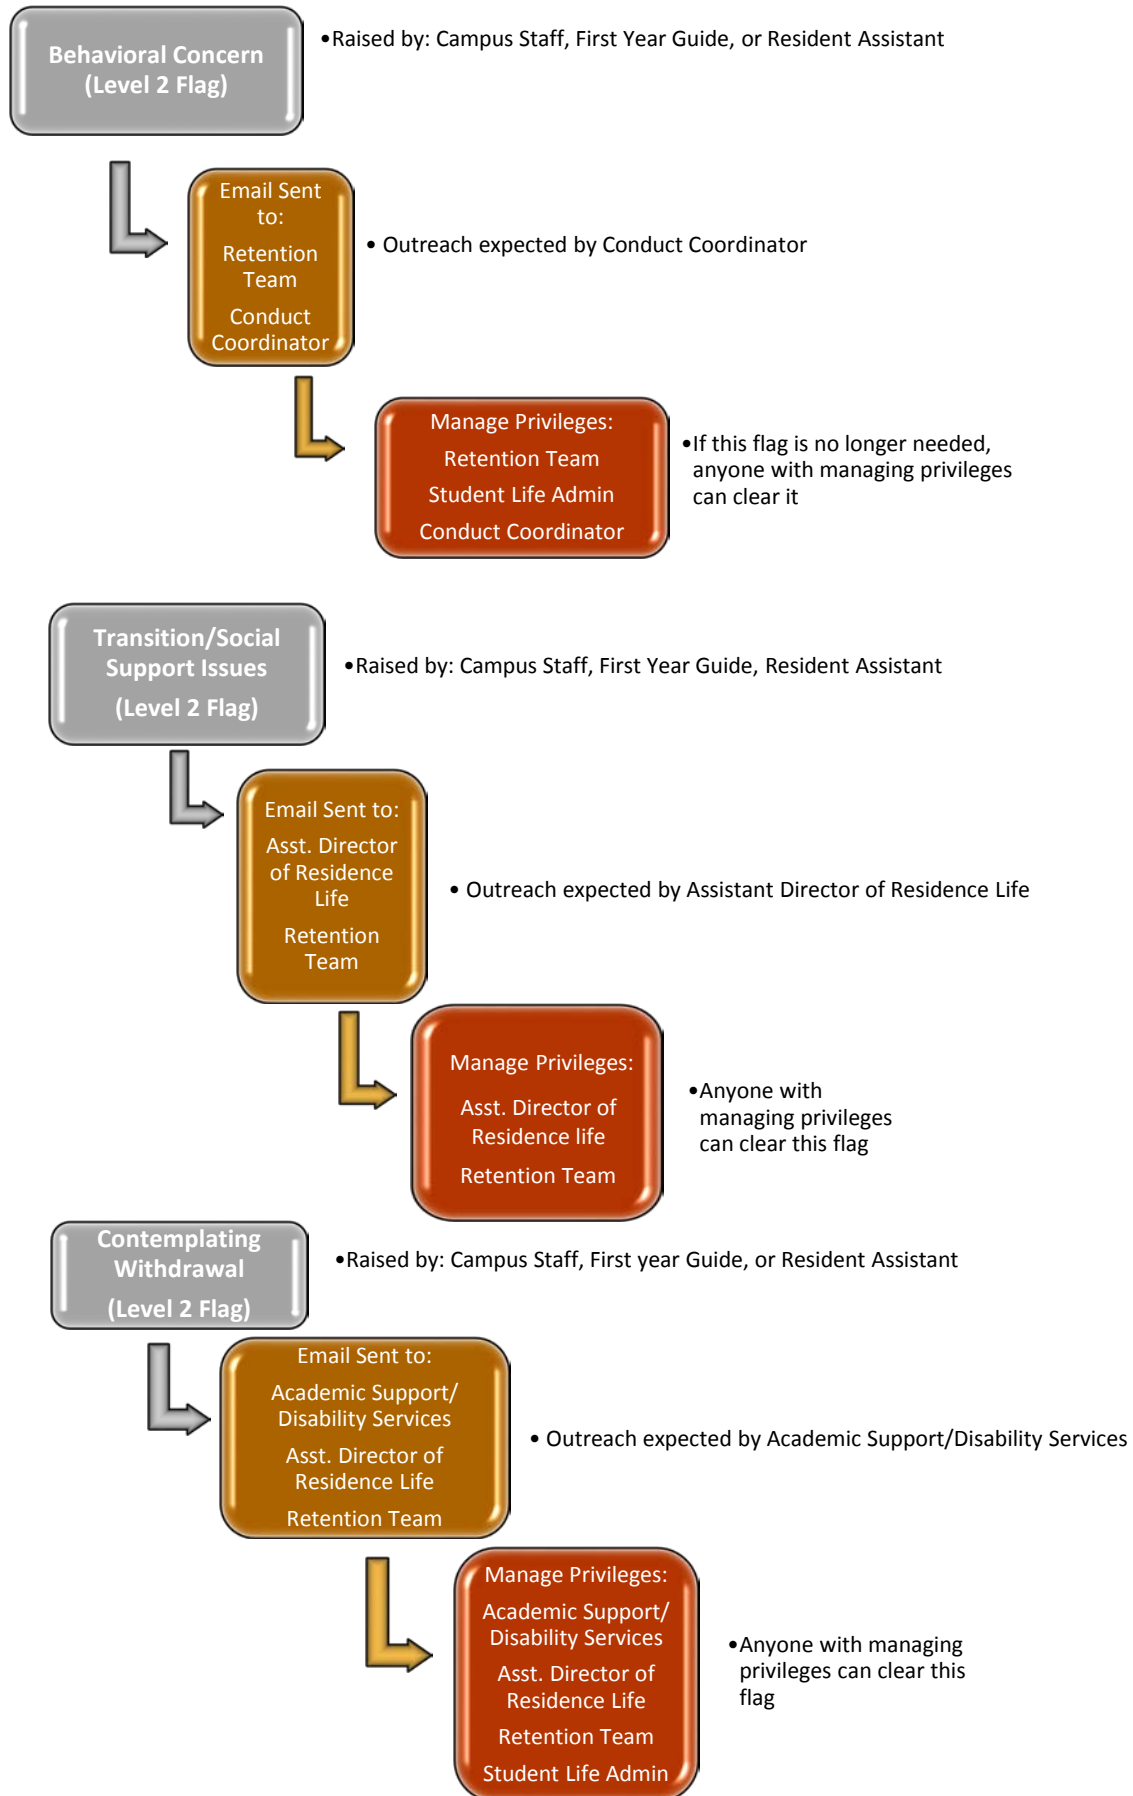 Behavioral Concern
(Level 2 Flag)
•Raised by: Campus Staff, First Year Guide, or Resident Assistant
Email Sent
to:
Retention
Team
Conduct
Coordinator
• Outreach expected by Conduct Coordinator
Manage Privileges:
Retention Team
Student Life Admin
Conduct Coordinator
•If this flag is no longer needed,
anyone with managing privileges
can clear it
Transition/Social
Support Issues
(Level 2 Flag)
•Raised by: Campus Staff, First Year Guide, Resident Assistant
Email Sent to:
Asst. Director
of Residence
Life
Retention
Team
• Outreach expected by Assistant Director of Residence Life
Manage Privileges:
Asst. Director of
Residence life
Retention Team
•Anyone with
managing privileges
can clear this flag
Contemplating
Withdrawal
(Level 2 Flag)
•Raised by: Campus Staff, First year Guide, or Resident Assistant
Email Sent to:
Academic Support/
Disability Services
Asst. Director of
Residence Life
Retention Team
• Outreach expected by Academic Support/Disability Services
Manage Privileges:
Academic Support/
Disability Services
Asst. Director of
Residence Life
Retention Team
Student Life Admin
•Anyone with managing
privileges can clear this
flag